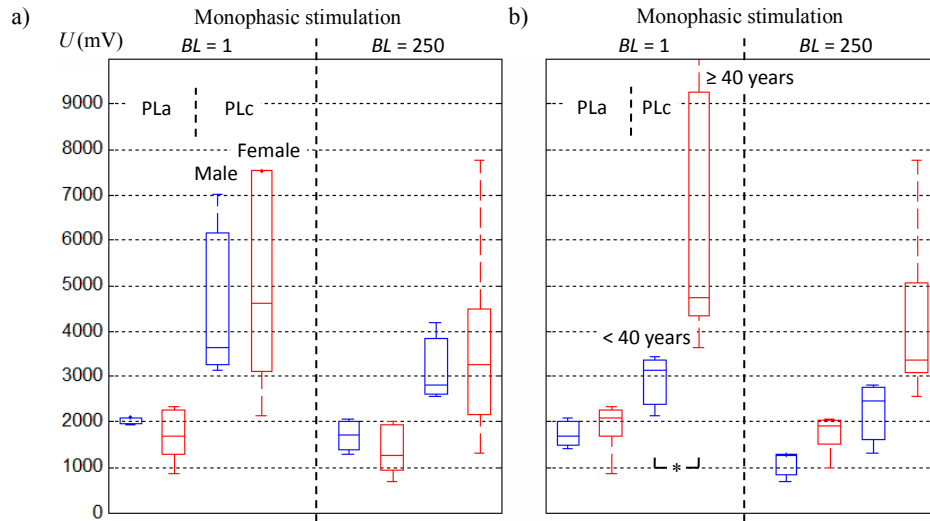 a)
Monophasic stimulation
U (mV)
BL = 1
BL = 250
9000
8000
7000
6000
5000
4000
3000
2000
1000
0
PLa
PLc
Male
Female
b)
Monophasic stimulation
BL = 1
BL = 250
PLa
PLc
≥ 40 years
< 40 years
*